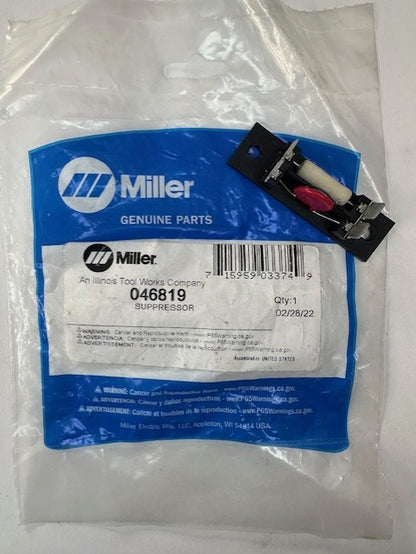 Miller
GENUINE PARTS
Miller
An Illinois Tool Works Company
046819
SUPPRESSOR
7 15959 03374 9
Qty:1
02/28/22
WARNING: Cancer and Reproductive Harm - www.P65Warning.ca.gov
ADVERTENCIA: Cancer y daños reproductivos - www.P65Warning.ca.gov
AVERTISSEMENT: Cancer et troubles de la reproduction - www.P65Warning.ca.gov
Assembled in UNITED STATES
WARNING: Cancer and Reproductive Harm - www.P65Warnings.ca.gov.
ADVERTENCIA: Cáncer y daños reproductivos - www.P65Warnings.ca.gov.
AVERTISSEMENT: Cancer et troubles de la reproduction - www.P65Warnings.ca.gov.
Miller Electric Mfg. LLC, Appleton, WI 54914 USA